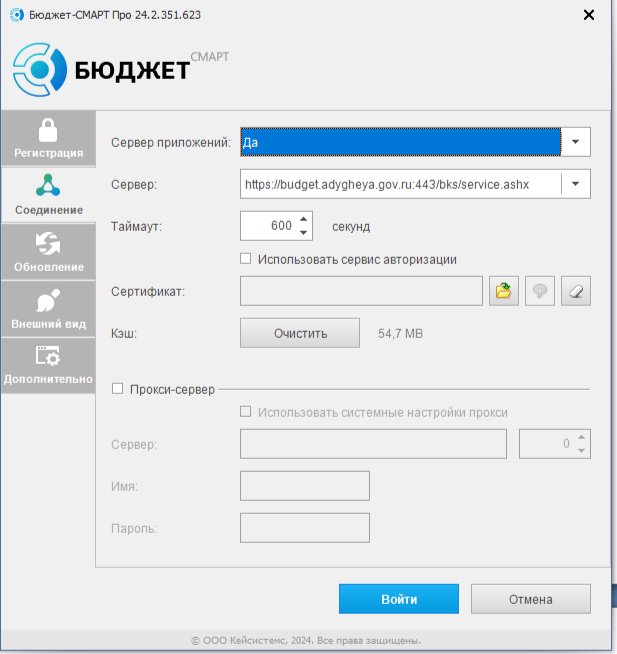 Бюджет-СМАРТ Про 24.2.351.623
БЮДЖЕТ СМАРТ
Регистрация
Соединение
Обновление
Внешний вид
Дополнительно
Сервер приложений: Да
Сервер: https://budget.adygheya.gov.ru:443/bks/service.ashx
Таймаут: 600 секунд
Использовать сервис авторизации
Сертификат:
Кэш: Очистить 54,7 MB
Прокси-сервер
Использовать системные настройки прокси
Сервер: 0
Имя:
Пароль:
Войти Отмена
© ООО Кейсистемс, 2024. Все права защищены.